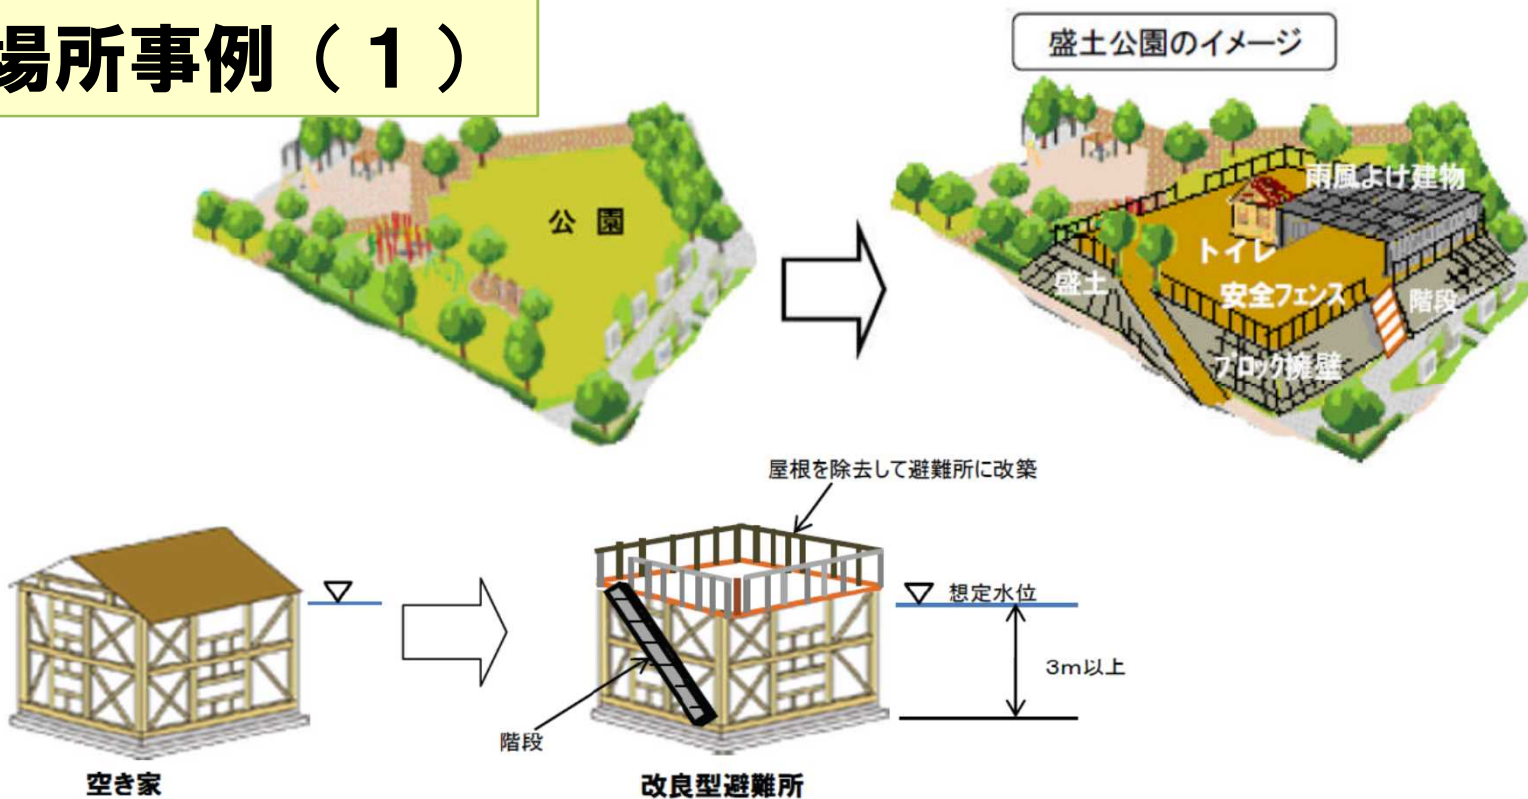 場所事例（１）
盛土公園のイメージ
公 園
雨風よけ建物
トイレ
盛土
安全フェンス
階段
ブロック擁壁
屋根を除去して避難所に改築
想定水位
3m以上
階段
空き家
改良型避難所